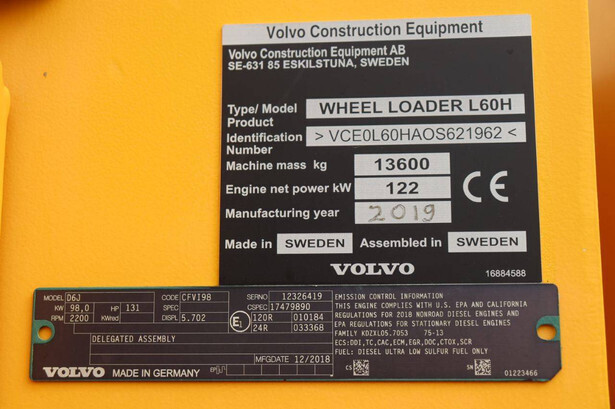 Volvo Construction Equipment
Volvo Construction Equipment AB
SE-631 85 ESKILSTUNA, SWEDEN
Type/ Model WHEEL LOADER L60H
Product
Identification > VCE0L60HAOS621962 <
Number
Machine mass kg 13600
Engine net power kW 122
Manufacturing year 2019
CE
Made in SWEDEN Assembled in SWEDEN
VOLVO
16884588
MODEL D6J CODE CFVI98 SERNO 12326419
KW 98,0 HP 131 SPEC CSPEC 17479890
RPM 2200 DISPL 5.702 E1 120R 010184
24R 033368
DELEGATED ASSEMBLY
MFGDATE 12/2018
VOLVO MADE IN GERMANY
EMISSION CONTROL INFORMATION
THIS ENGINE COMPLIES WITH U.S. EPA AND CALIFORNIA
REGULATIONS FOR 2018 NONROAD DIESEL ENGINES AND
EPA REGULATIONS FOR STATIONARY DIESEL ENGINES
FAMILY KDZXL05.7053 75-13
ECS:DDI,TC,CAC,ECM,EGR,DOC,CTOX,SCR
FUEL: DIESEL ULTRA LOW SULFUR FUEL ONLY
CS SN 01223466